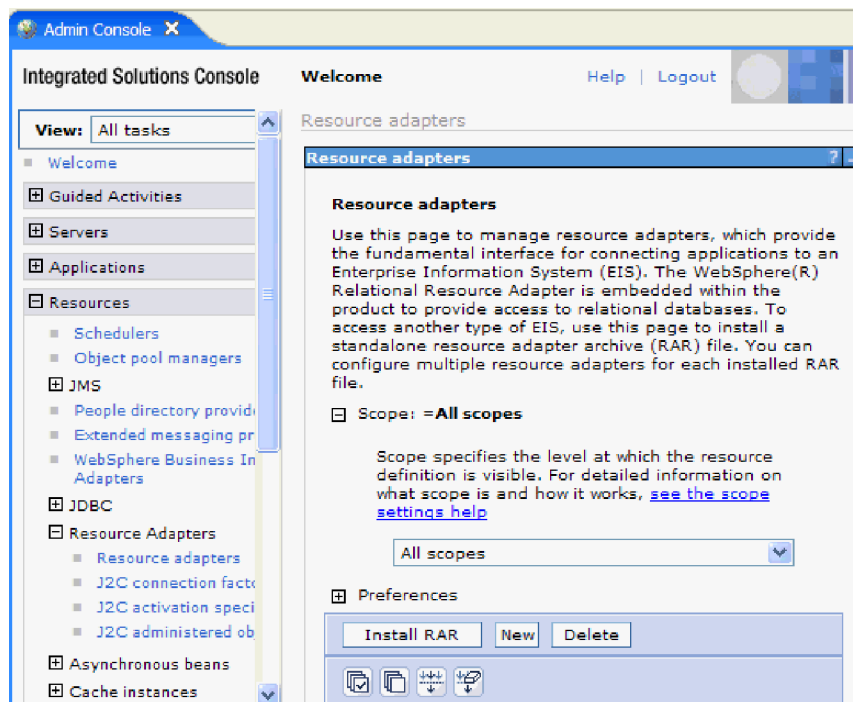 Admin Console
Integrated Solutions Console
Welcome
Help | Logout
View: All tasks
Welcome
Guided Activities
Servers
Applications
Resources
Schedulers
Object pool managers
JMS
People directory provide
Extended messaging pr
WebSphere Business In
Adapters
JDBC
Resource Adapters
Resource adapters
J2C connection facto
J2C activation speci
J2C administered ob
Asynchronous beans
Cache instances
Resource adapters
Resource adapters ?
Resource adapters
Use this page to manage resource adapters, which provide
the fundamental interface for connecting applications to an
Enterprise Information System (EIS). The WebSphere(R)
Relational Resource Adapter is embedded within the
product to provide access to relational databases. To
access another type of EIS, use this page to install a
standalone resource adapter archive (RAR) file. You can
configure multiple resource adapters for each installed RAR
file.
Scope: =All scopes
Scope specifies the level at which the resource
definition is visible. For detailed information on
what scope is and how it works, see the scope
settings help
All scopes
Preferences
Install RAR New Delete